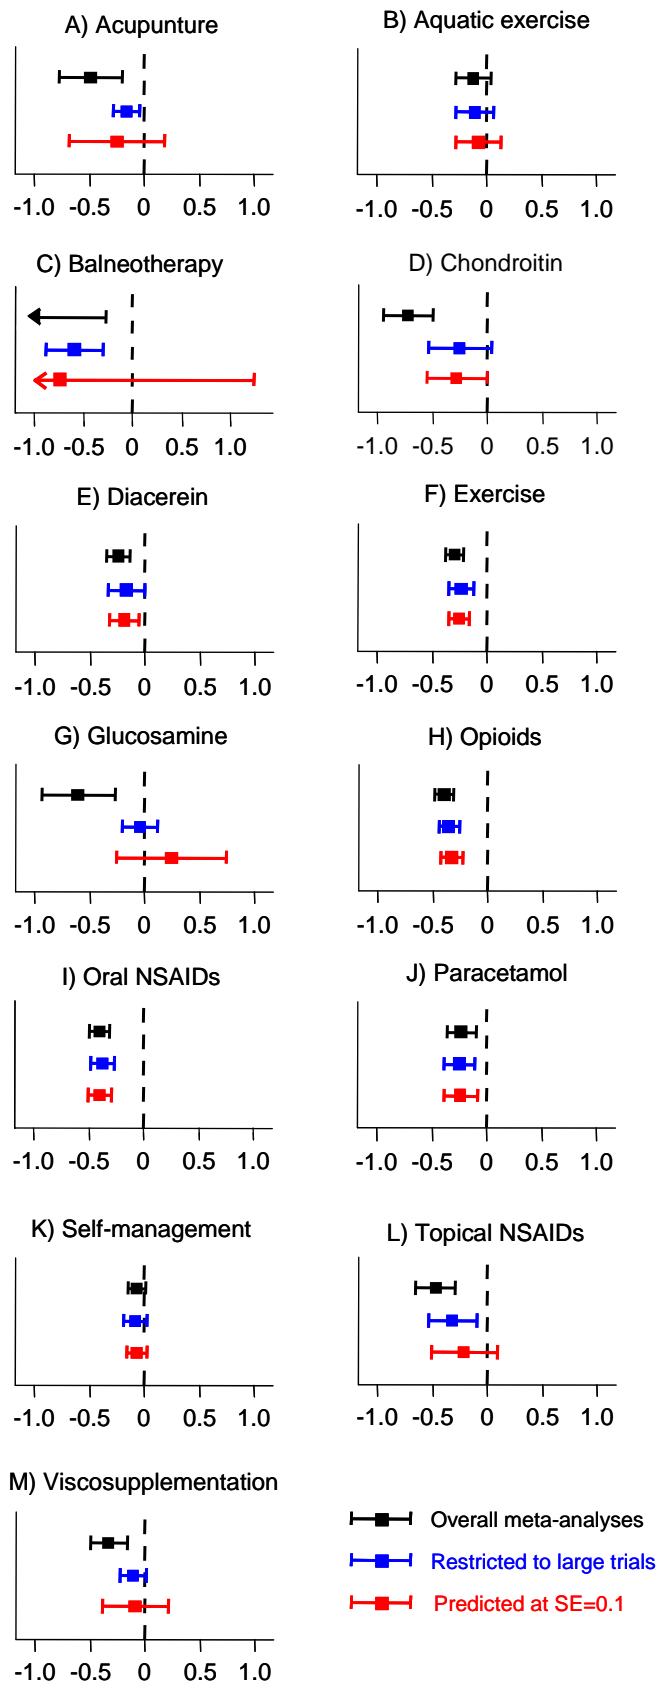 A) Acupunture
B) Aquatic exercise
-1.0 -0.5 0 0.5 1.0
-1.0 -0.5 0 0.5 1.0
C) Balneotherapy
D) Chondroitin
-1.0 -0.5 0 0.5 1.0
-1.0 -0.5 0 0.5 1.0
E) Diacerein
F) Exercise
-1.0 -0.5 0 0.5 1.0
-1.0 -0.5 0 0.5 1.0
G) Glucosamine
H) Opioids
-1.0 -0.5 0 0.5 1.0
-1.0 -0.5 0 0.5 1.0
I) Oral NSAIDs
J) Paracetamol
-1.0 -0.5 0 0.5 1.0
-1.0 -0.5 0 0.5 1.0
K) Self-management
L) Topical NSAIDs
-1.0 -0.5 0 0.5 1.0
-1.0 -0.5 0 0.5 1.0
M) Viscosupplementation
-1.0 -0.5 0 0.5 1.0
Overall meta-analyses
Restricted to large trials
Predicted at SE=0.1